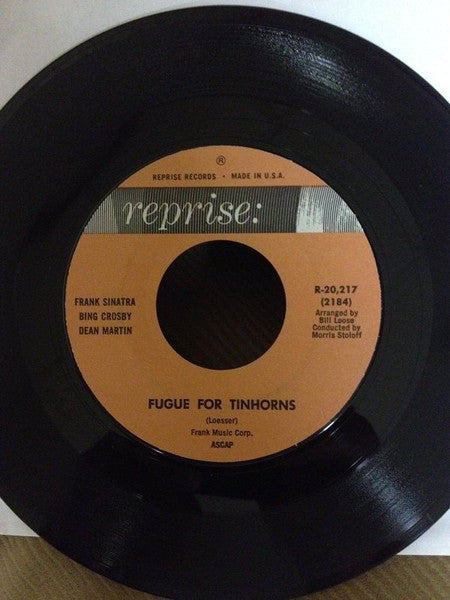 ®
REPRISE RECORDS • MADE IN U.S.A.
reprise:
FRANK SINATRA
BING CROSBY
DEAN MARTIN
R-20,217
(2184)
Arranged by
Bill Loose
Conducted by
Morris Stoloff
FUGUE FOR TINHORNS
(Loesser)
Frank Music Corp.
ASCAP